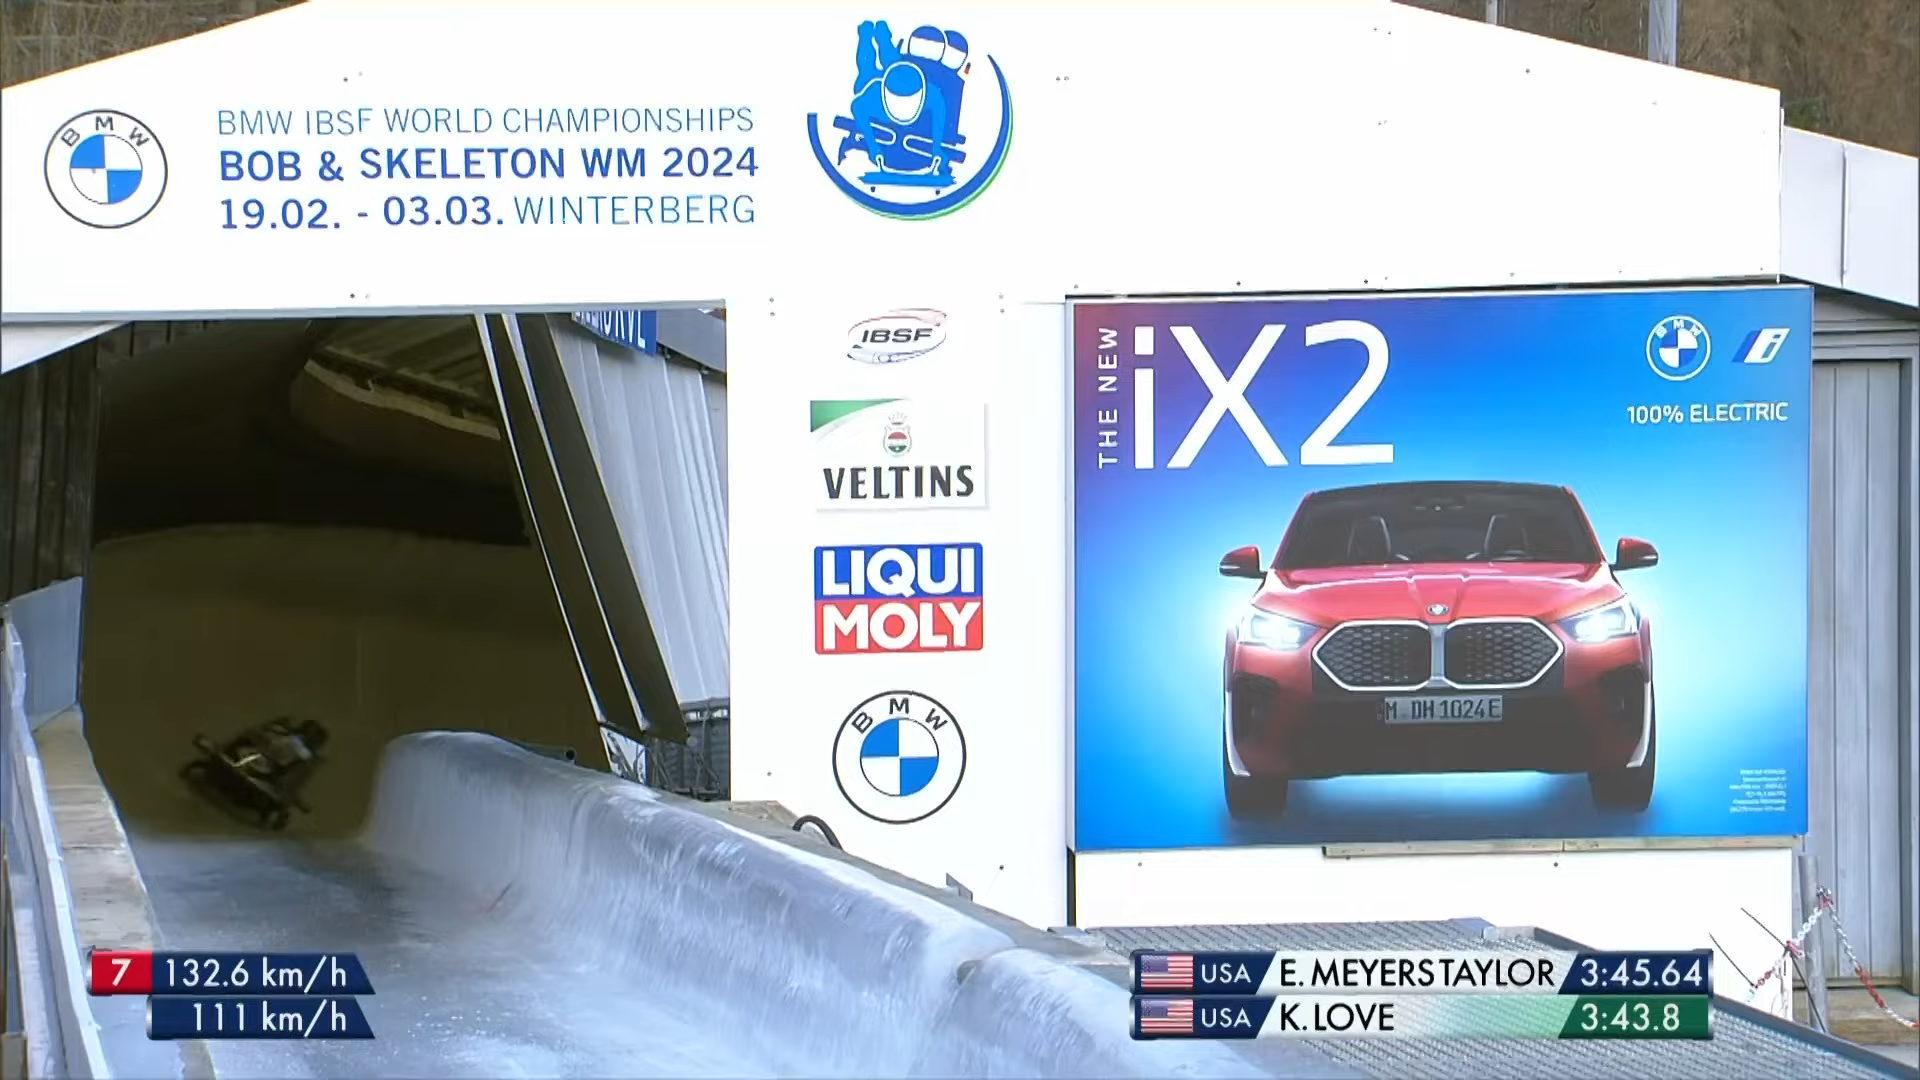 BMW
BMW IBSF WORLD CHAMPIONSHIPS
BOB & SKELETON WM 2024
19.02. - 03.03. WINTERBERG
IBSF
VELTINS
LIQUI
MOLY
BMW
THE NEW
iX2
BMW
i
100% ELECTRIC
M DH 1024E
7 132.6 km/h
111 km/h
USA E. MEYERS TAYLOR 3:45.64
USA K. LOVE 3:43.8